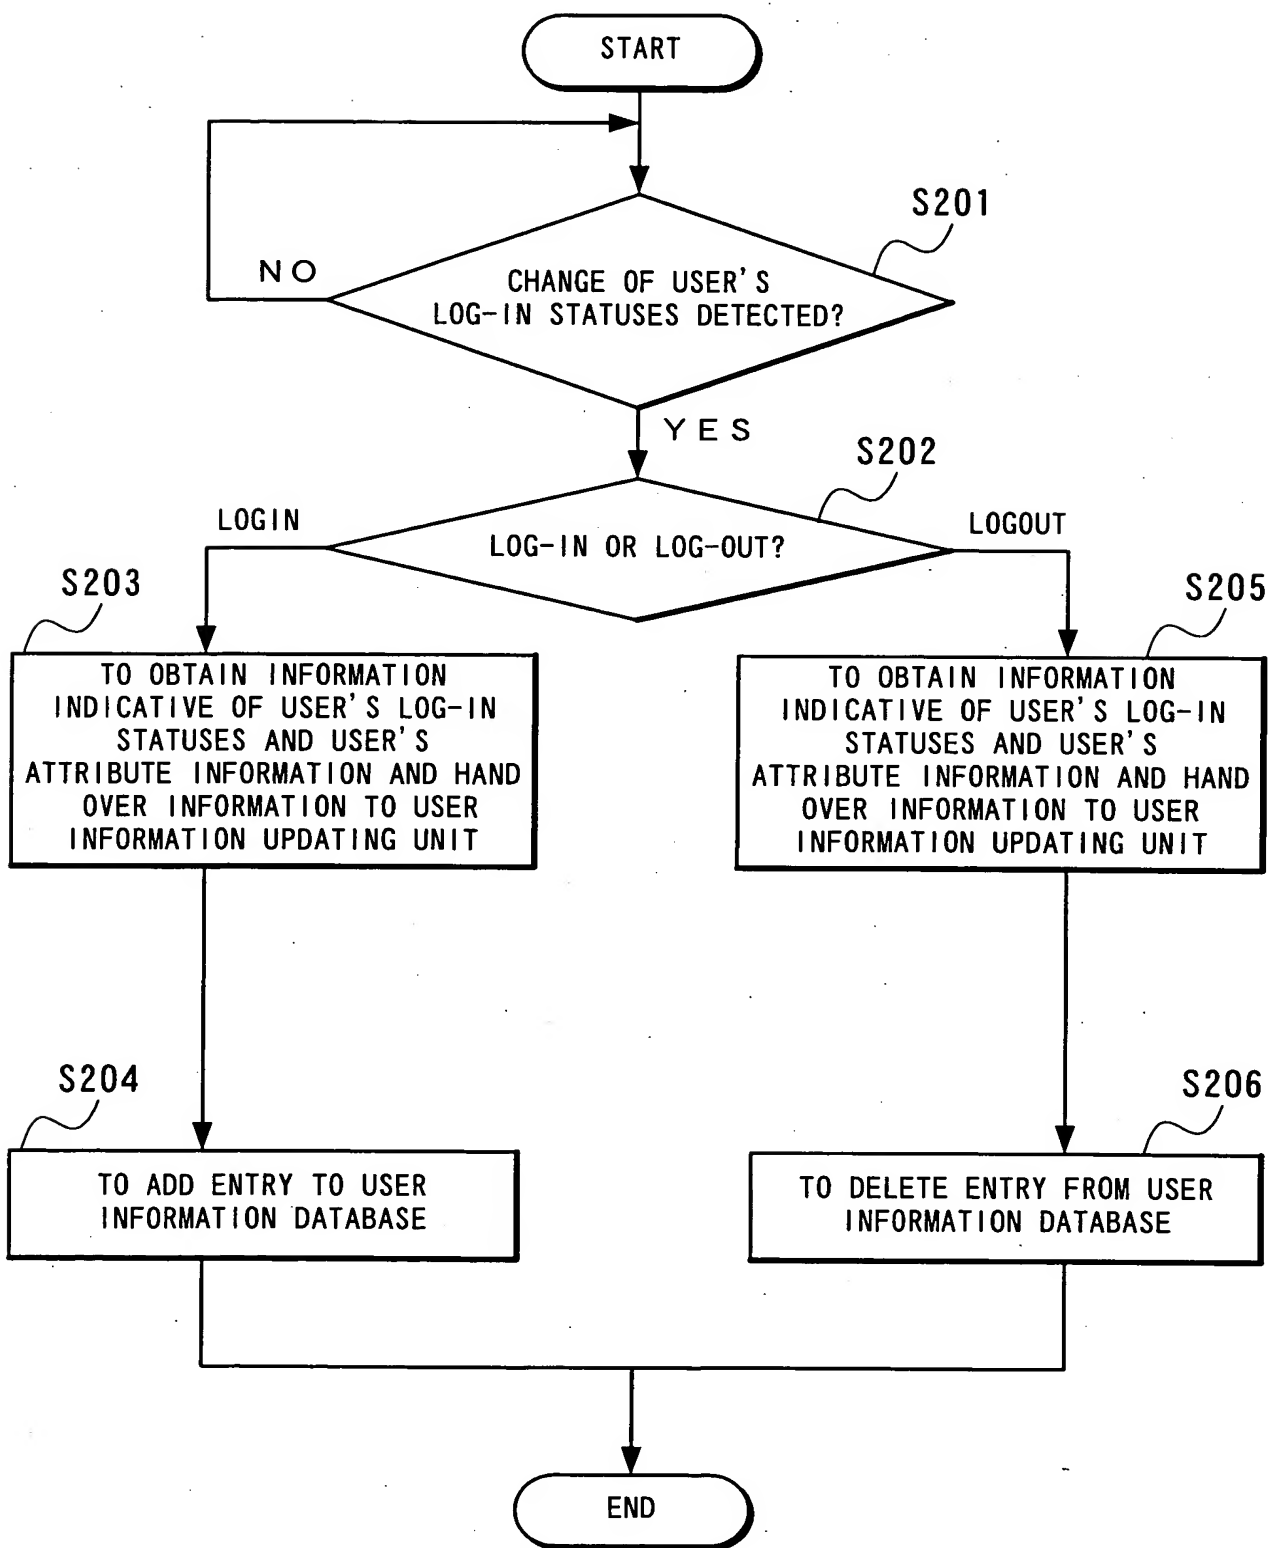 START
S201
NO
CHANGE OF USER'S
LOG-IN STATUSES DETECTED?
YES
S202
LOGIN
LOG-IN OR LOG-OUT?
LOGOUT
S203
TO OBTAIN INFORMATION
INDICATIVE OF USER'S LOG-IN
STATUSES AND USER'S
ATTRIBUTE INFORMATION AND HAND
OVER INFORMATION TO USER
INFORMATION UPDATING UNIT
S205
TO OBTAIN INFORMATION
INDICATIVE OF USER'S LOG-IN
STATUSES AND USER'S
ATTRIBUTE INFORMATION AND HAND
OVER INFORMATION TO USER
INFORMATION UPDATING UNIT
S204
TO ADD ENTRY TO USER
INFORMATION DATABASE
S206
TO DELETE ENTRY FROM USER
INFORMATION DATABASE
END